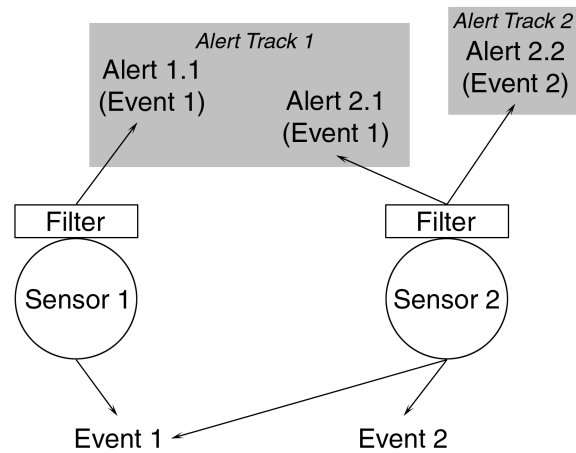 Alert Track 1
Alert 1.1
(Event 1)
Alert 2.1
(Event 1)
Alert Track 2
Alert 2.2
(Event 2)
Filter
Sensor 1
Filter
Sensor 2
Event 1
Event 2